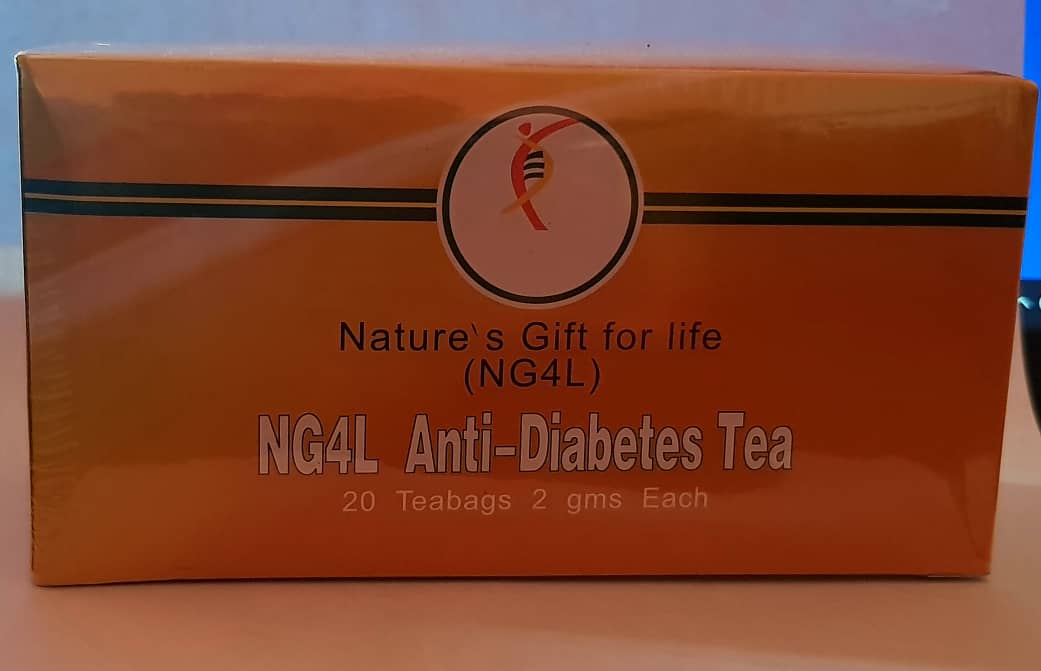 Nature`s Gift for life
(NG4L)
NG4L Anti-Diabetes Tea
20 Teabags 2 gms Each